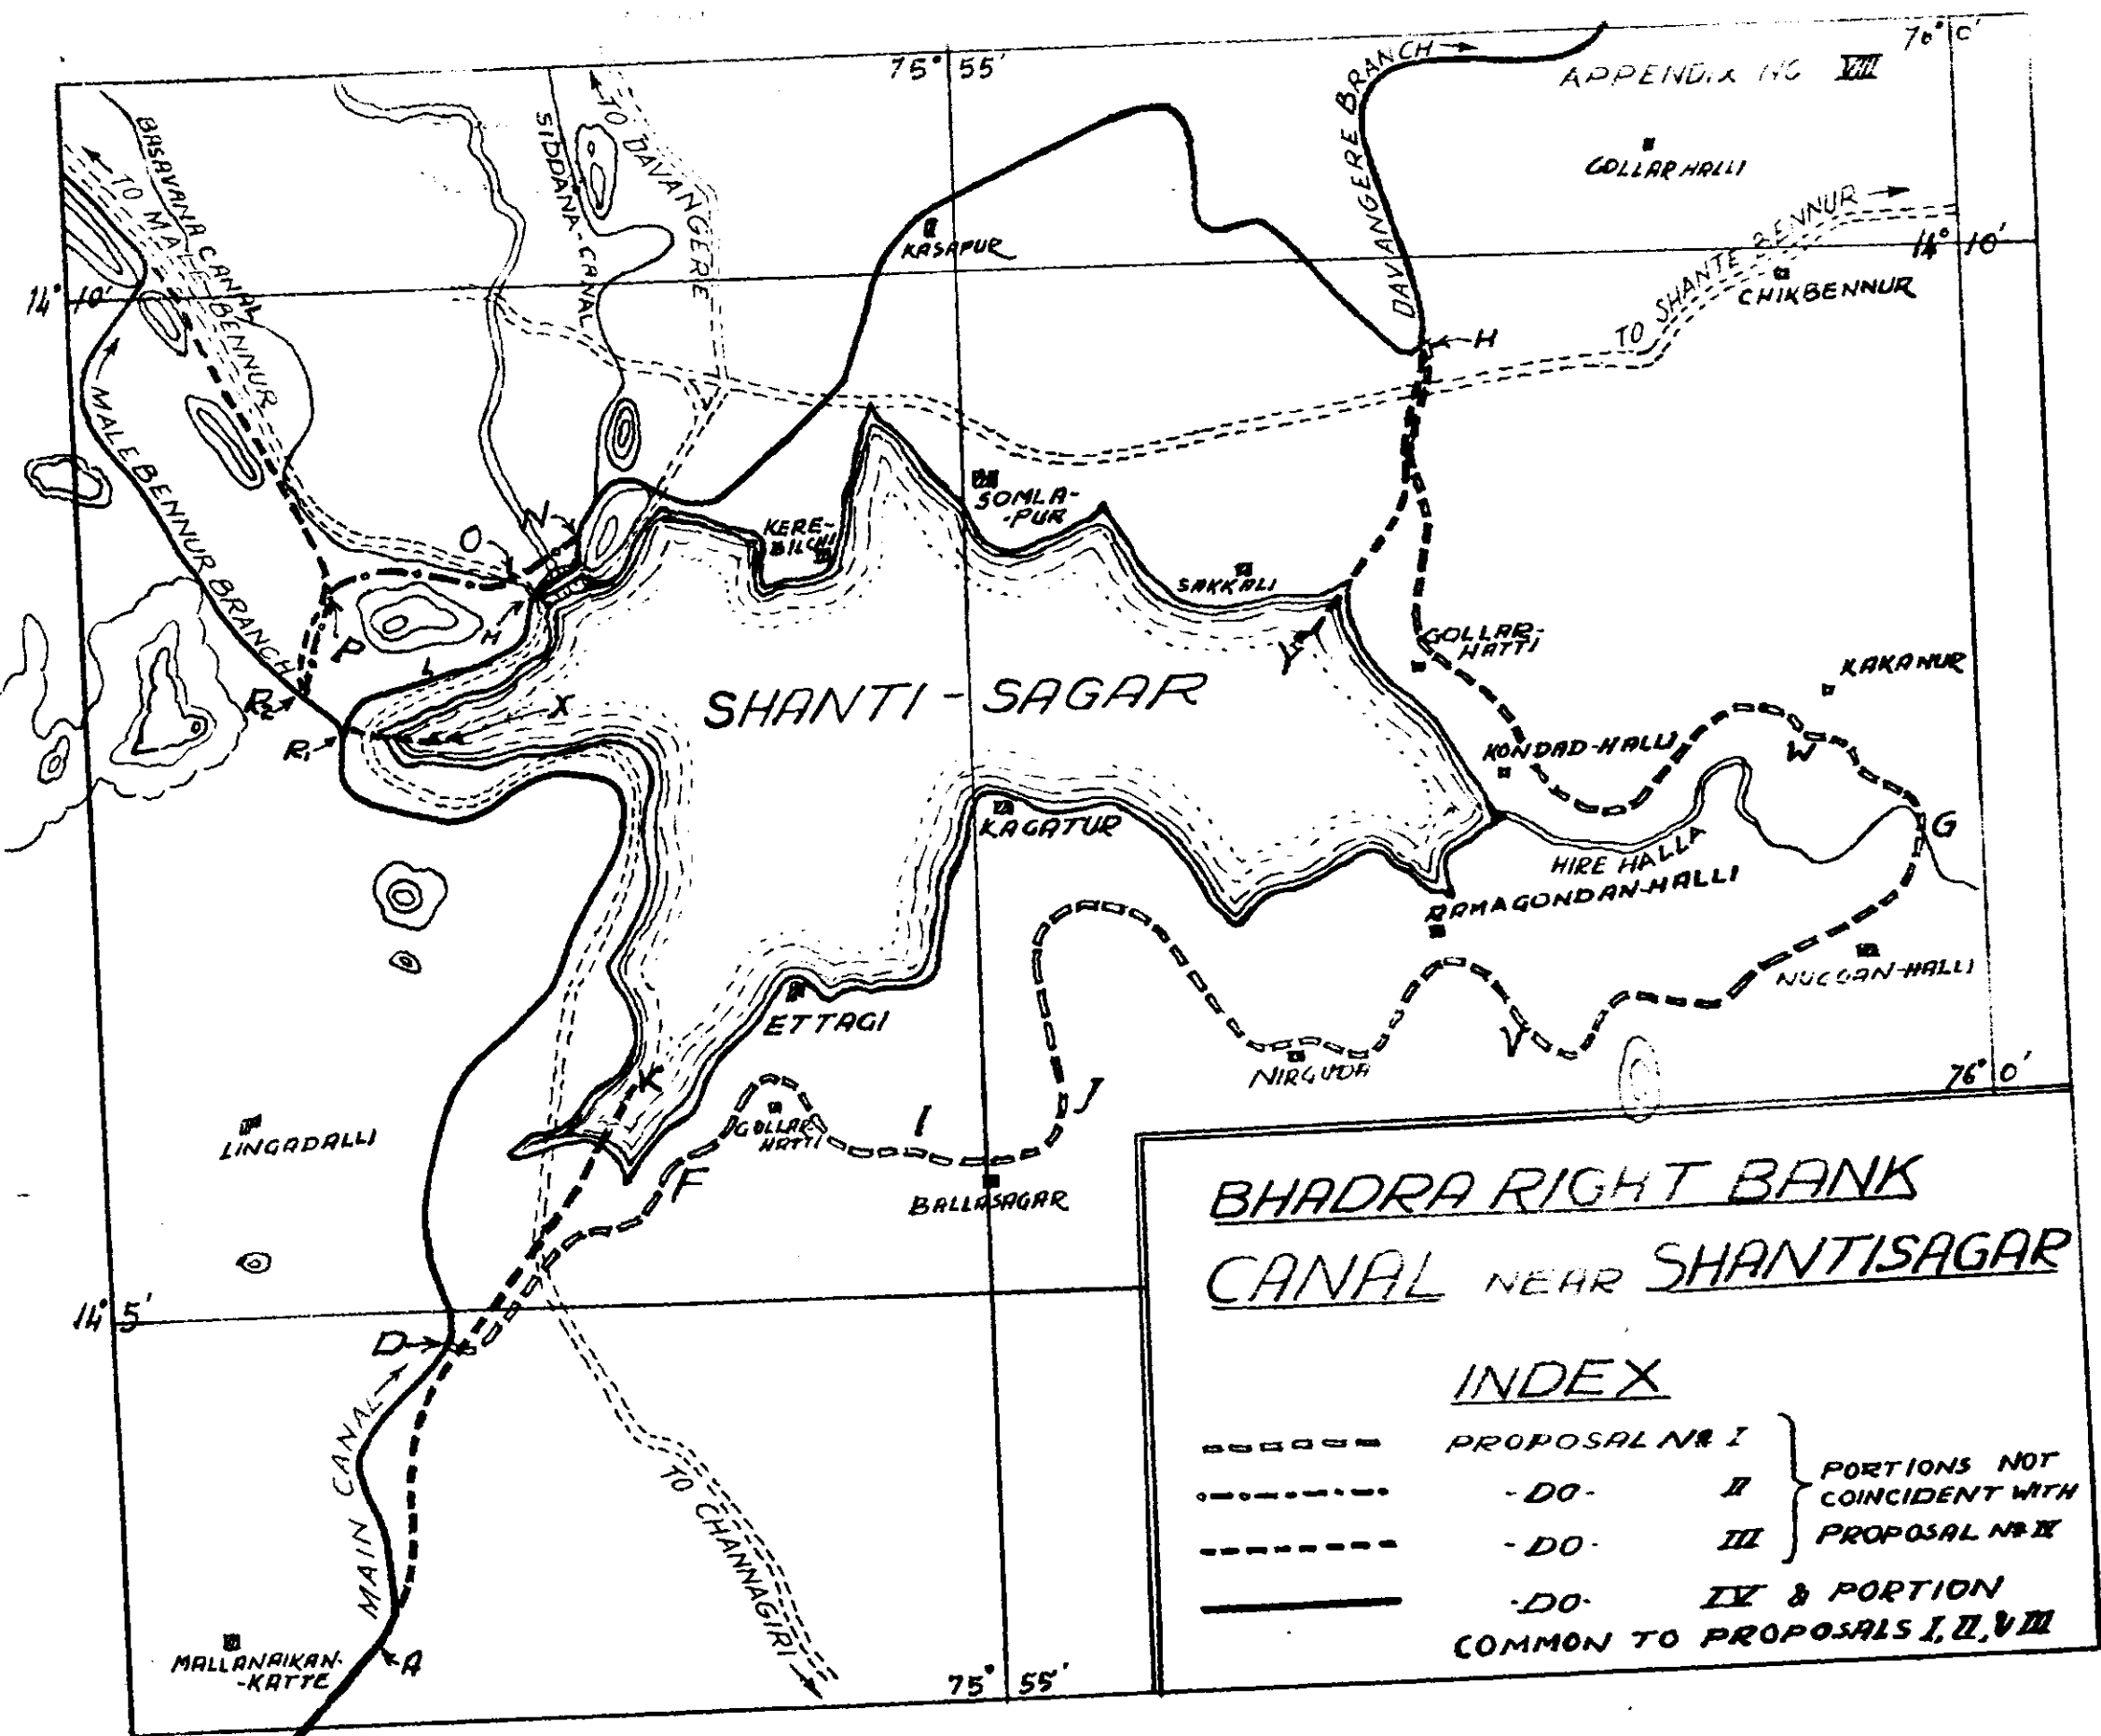 75° 55'
76° 0'
APPENDIX NO VIII
BASAVANA CANAL
TO MALEBENNUR
SIDDANA-CANAL
TO DAVANGERE
DAVANGERE BRANCH
GOLLARHALLI
KASAPUR
TO SHANTE BENNUR
14° 10'
14° 10'
CHIKBENNUR
H
MALEBENNUR BRANCH
SOMLA-
-PUR
O
N
KERE-
BILCHI
SAKKALI
M
P
L
GOLLAR-
HATTI
Y
KAKANUR
SHANTI-SAGAR
X
R2
R1
KONDAD-HALLI
W
G
KAGATUR
HIRE HALLA
RAMAGONDAN-HALLI
NUGGAN-HALLI
ETTAGI
V
NIRGUDA
K
J
76° 0'
GOLLAR-
HATTI
I
LINGADALLI
F
BALLASAGAR
14° 5'
D
MAIN CANAL
TO CHANNAGIRI
MALLANAIKAN-
-KATTE
A
75° 55'
BHADRA RIGHT BANK
CANAL NEAR SHANTISAGAR
INDEX
PROPOSAL No I
-DO- II
-DO- III
PORTIONS NOT
COINCIDENT WITH
PROPOSAL No IV
-DO- IV & PORTION
COMMON TO PROPOSALS I, II, & III